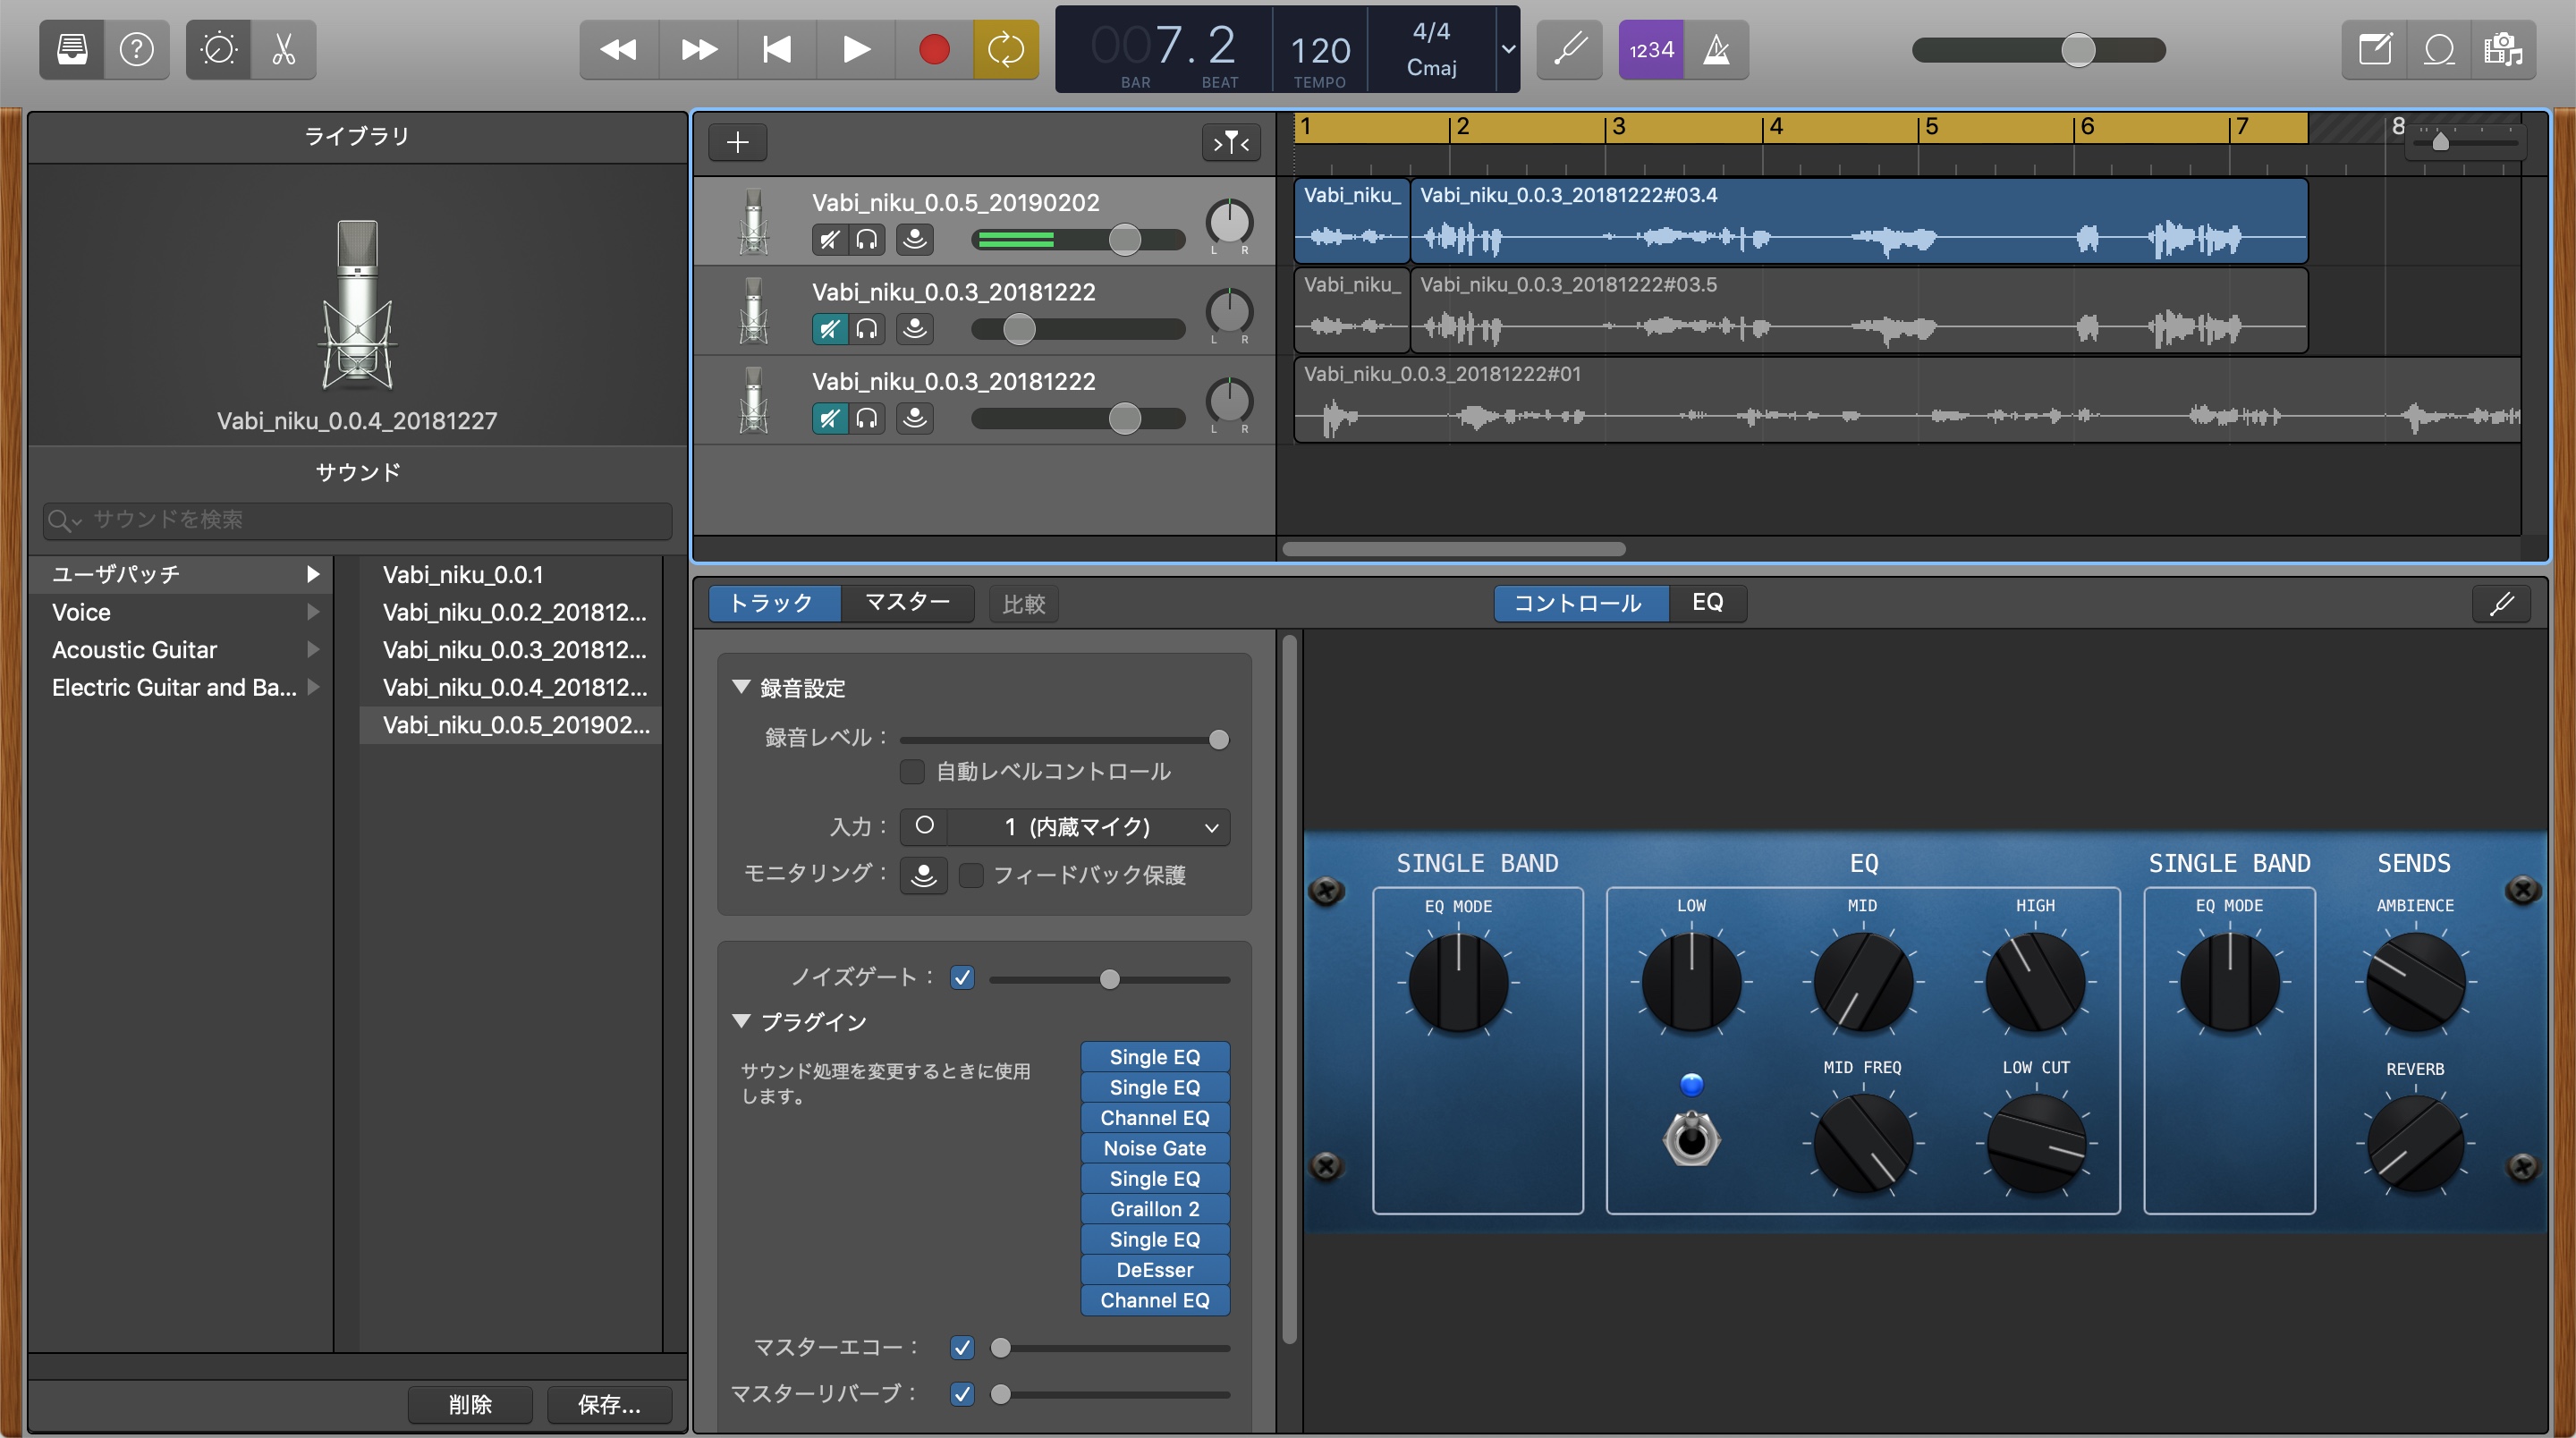 007.2
BAR
BEAT
120
TEMPO
4/4
Cmaj
1234
ライブラリ
Vabi_niku_0.0.4_20181227
サウンド
サウンドを検索
ユーザパッチ
Voice
Acoustic Guitar
Electric Guitar and Ba...
Vabi_niku_0.0.1
Vabi_niku_0.0.2_201812...
Vabi_niku_0.0.3_201812...
Vabi_niku_0.0.4_201812...
Vabi_niku_0.0.5_201902...
削除
保存...
1 2 3 4 5 6 7 8
Vabi_niku_0.0.5_20190202
L R
Vabi_niku_ Vabi_niku_0.0.3_20181222#03.4
Vabi_niku_0.0.3_20181222
L R
Vabi_niku_ Vabi_niku_0.0.3_20181222#03.5
Vabi_niku_0.0.3_20181222
L R
Vabi_niku_0.0.3_20181222#01
トラック
マスター
比較
コントロール
EQ
録音設定
録音レベル：
自動レベルコントロール
入力：
1 (内蔵マイク)
モニタリング：
フィードバック保護
ノイズゲート：
プラグイン
サウンド処理を変更するときに使用
します。
Single EQ
Single EQ
Channel EQ
Noise Gate
Single EQ
Graillon 2
Single EQ
DeEsser
Channel EQ
マスターエコー：
マスターリバーブ：
SINGLE BAND
EQ MODE
EQ
LOW
MID
HIGH
MID FREQ
LOW CUT
SINGLE BAND
EQ MODE
SENDS
AMBIENCE
REVERB